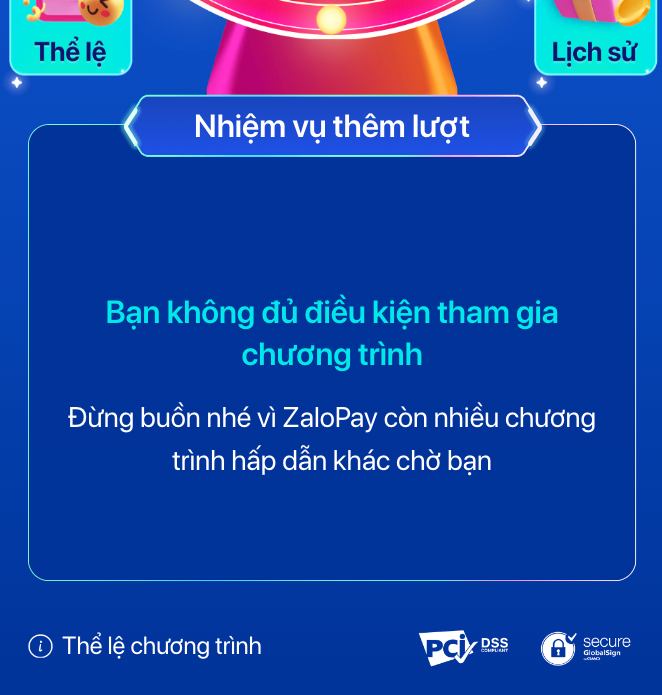 Thể lệ
Lịch sử
Nhiệm vụ thêm lượt
Bạn không đủ điều kiện tham gia
chương trình
Đừng buồn nhé vì ZaloPay còn nhiều chương
trình hấp dẫn khác chờ bạn
i Thể lệ chương trình
PCi DSS
COMPLIANT
secure
GlobalSign
by GMO